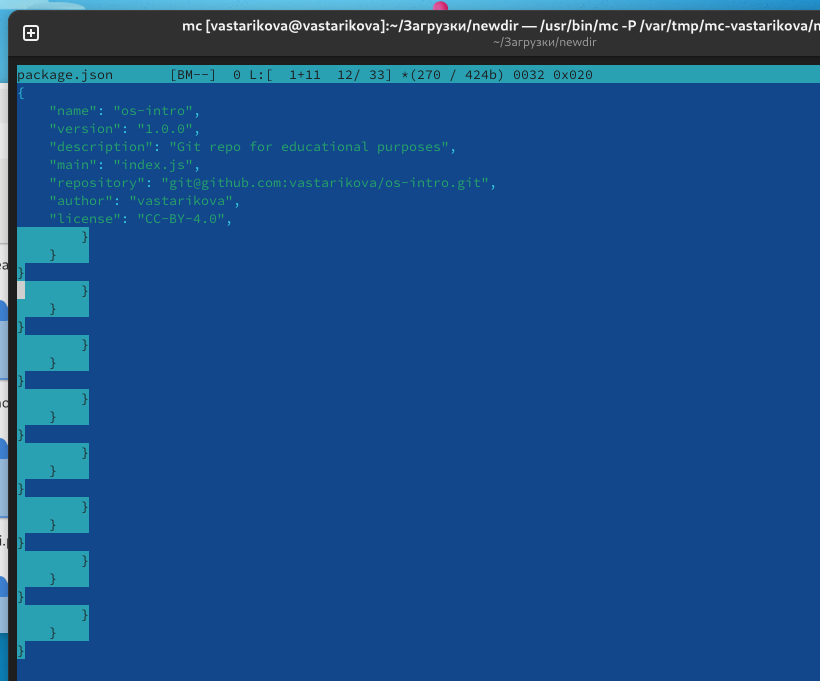 mc [vastarikova@vastarikova]:~/Загрузки/newdir — /usr/bin/mc -P /var/tmp/mc-vastarikova/m
~/Загрузки/newdir
package.json       [BM--]  0 L:[  1+11  12/ 33] *(270 / 424b) 0032 0x020
{
    "name": "os-intro",
    "version": "1.0.0",
    "description": "Git repo for educational purposes",
    "main": "index.js",
    "repository": "git@github.com:vastarikova/os-intro.git",
    "author": "vastarikova",
    "license": "CC-BY-4.0",
        }
    }
}
        }
    }
}
        }
    }
}
        }
    }
}
        }
    }
}
        }
    }
}
        }
    }
}
        }
    }
}